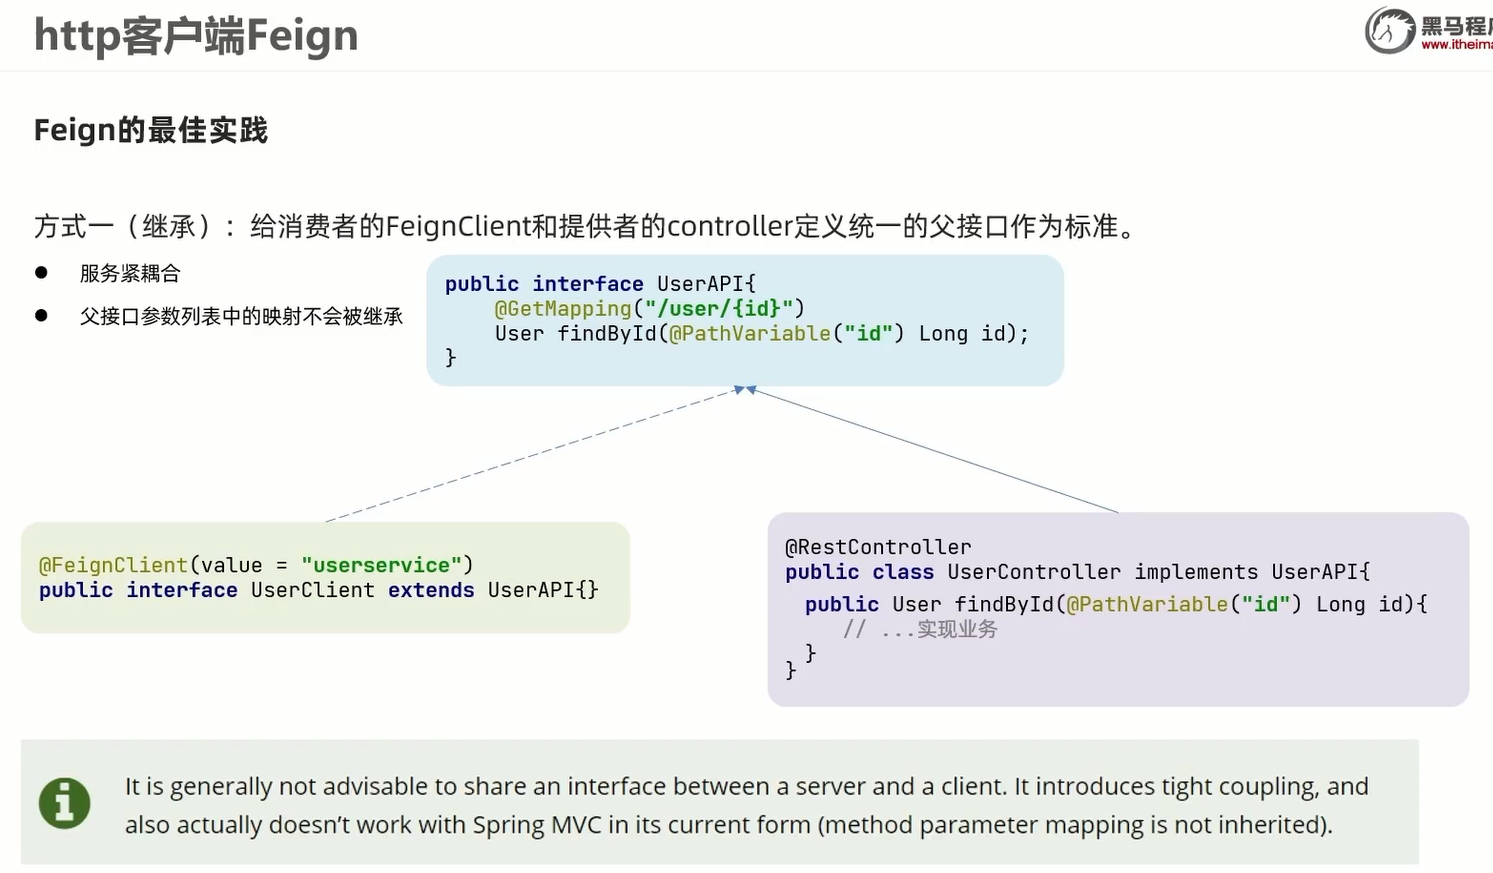 http客户端Feign
黑马程序
www.itheima
Feign的最佳实践
方式一（继承）：给消费者的FeignClient和提供者的controller定义统一的父接口作为标准。
● 服务紧耦合
● 父接口参数列表中的映射不会被继承
public interface UserAPI{
@GetMapping("/user/{id}")
User findById(@PathVariable("id") Long id);
}
@FeignClient(value = "userservice")
public interface UserClient extends UserAPI{}
@RestController
public class UserController implements UserAPI{
public User findById(@PathVariable("id") Long id){
// ...实现业务
}
}
It is generally not advisable to share an interface between a server and a client. It introduces tight coupling, and
also actually doesn’t work with Spring MVC in its current form (method parameter mapping is not inherited).